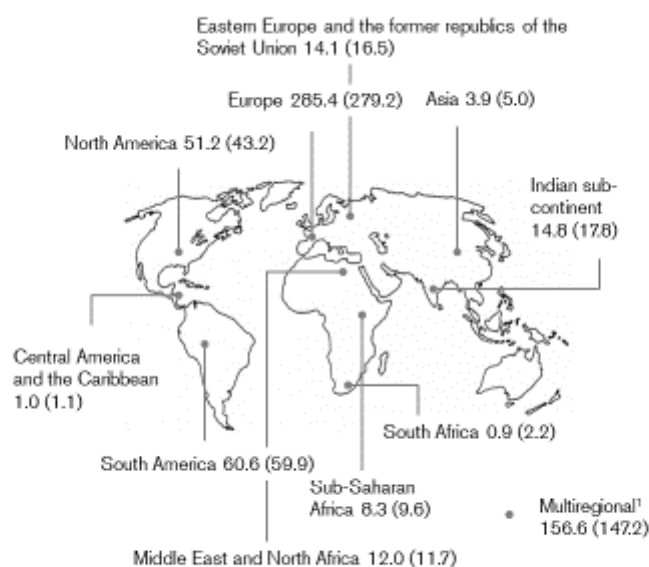 Eastern Europe and the former republics of the
Soviet Union 14.1 (16.5)
Europe 285.4 (279.2)
Asia 3.9 (5.0)
North America 51.2 (43.2)
Indian sub-
continent
14.8 (17.8)
Central America
and the Caribbean
1.0 (1.1)
South Africa 0.9 (2.2)
South America 60.6 (59.9)
Sub-Saharan
Africa 8.3 (9.6)
Multiregional¹
156.6 (147.2)
Middle East and North Africa 12.0 (11.7)